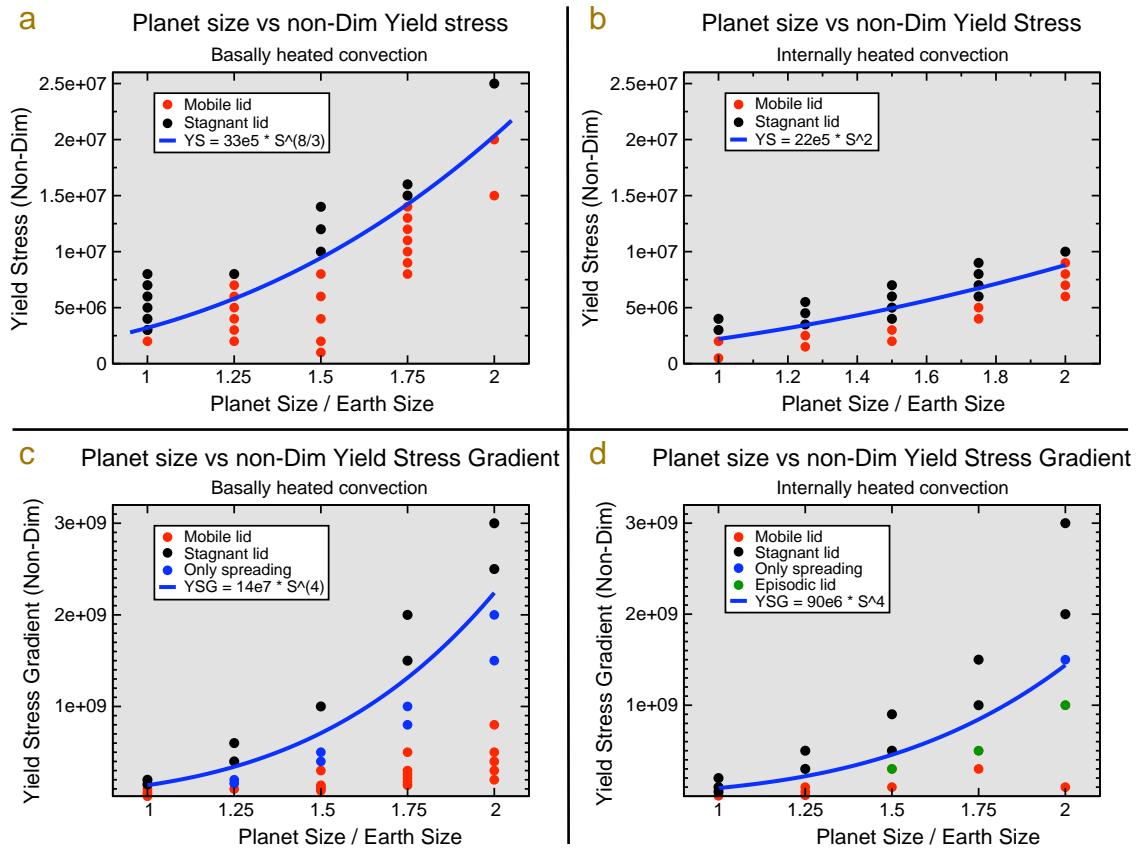 a
Planet size vs non-Dim Yield stress
Basally heated convection
Yield Stress (Non-Dim)
2.5e+07
2e+07
1.5e+07
1e+07
5e+06
0
Mobile lid
Stagnant lid
YS = 33e5 * S^(8/3)
1 1.25 1.5 1.75 2
Planet Size / Earth Size
b
Planet size vs non-Dim Yield Stress
Internally heated convection
Yield Stress (Non-Dim)
2.5e+07
2e+07
1.5e+07
1e+07
5e+06
0
Mobile lid
Stagnant lid
YS = 22e5 * S^2
1 1.2 1.4 1.6 1.8 2
Planet Size / Earth Size
c
Planet size vs non-Dim Yield Stress Gradient
Basally heated convection
Yield Stress Gradient (Non-Dim)
3e+09
2e+09
1e+09
Mobile lid
Stagnant lid
Only spreading
YSG = 14e7 * S^(4)
1 1.25 1.5 1.75 2
Planet Size / Earth Size
d
Planet size vs non-Dim Yield Stress Gradient
Internally heated convection
Yield Stress Gradient (Non-Dim)
3e+09
2e+09
1e+09
Mobile lid
Stagnant lid
Only spreading
Episodic lid
YSG = 90e6 * S^4
1 1.25 1.5 1.75 2
Planet Size / Earth Size